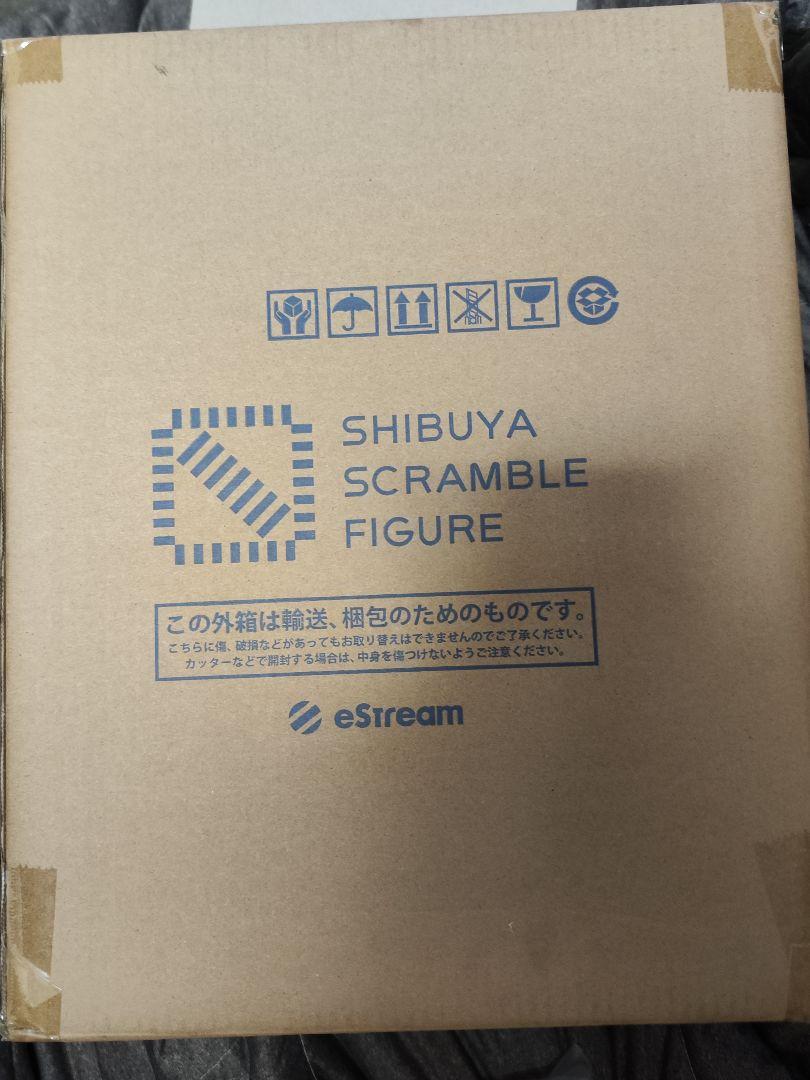 SHIBUYA
SCRAMBLE
FIGURE
この外箱は輸送、梱包のためのものです。
こちらに傷、破損などがあってもお取り替えはできませんのでご了承ください。
カッターなどで開封する場合は、中身を傷つけないようご注意ください。
eStream